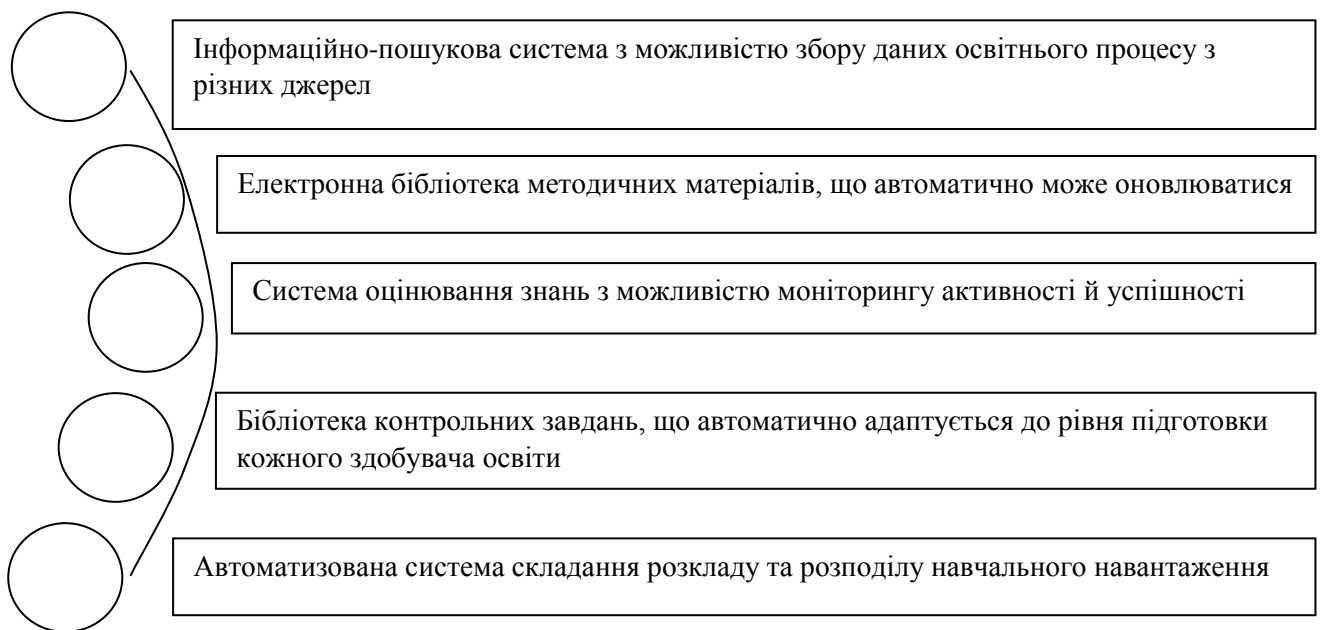 Інформаційно-пошукова система з можливістю збору даних освітнього процесу з
різних джерел
Електронна бібліотека методичних матеріалів, що автоматично може оновлюватися
Система оцінювання знань з можливістю моніторингу активності й успішності
Бібліотека контрольних завдань, що автоматично адаптується до рівня підготовки
кожного здобувача освіти
Автоматизована система складання розкладу та розподілу навчального навантаження